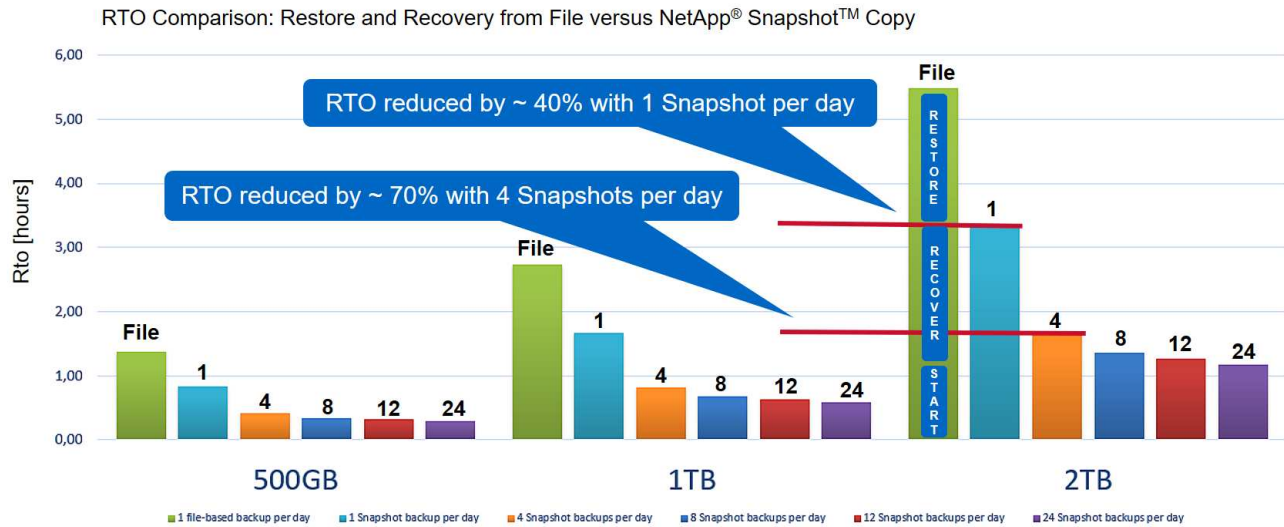 RTO Comparison: Restore and Recovery from File versus NetApp® Snapshot™ Copy
Rto [hours]
6,00
5,00
4,00
3,00
2,00
1,00
0,00
RTO reduced by ~ 40% with 1 Snapshot per day
RTO reduced by ~ 70% with 4 Snapshots per day
File
1
4
8
12
24
File
1
4
8
12
24
File
RESTORE
RECOVER
START
1
4
8
12
24
500GB
1TB
2TB
1 file-based backup per day
1 Snapshot backup per day
4 Snapshot backups per day
8 Snapshot backups per day
12 Snapshot backups per day
24 Snapshot backups per day